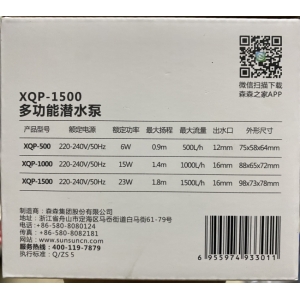 微信扫描下载
森森之家APP
XQP-1500
多功能潜水泵
产品型号 额定电源 额定功率 最大扬程 最大流量 出水口 外形尺寸
XQP-500 220-240V/50Hz 6W 0.9m 500L/h 12mm 75x58x64mm
XQP-1000 220-240V/50Hz 15W 1.4m 1000L/h 16mm 88x65x72mm
XQP-1500 220-240V/50Hz 23W 1.8m 1500L/h 16mm 98x73x78mm
制造商：森森集团股份有限公司
地址：浙江省舟山市定海区马岙街道白马街61-79号
电话：+86-580-8080124
传真：+86-580-8082181
网址：www.sunsuncn.com
服务热线：400-119-7879
执行标准：Q/ZS 5
6 955974 933011